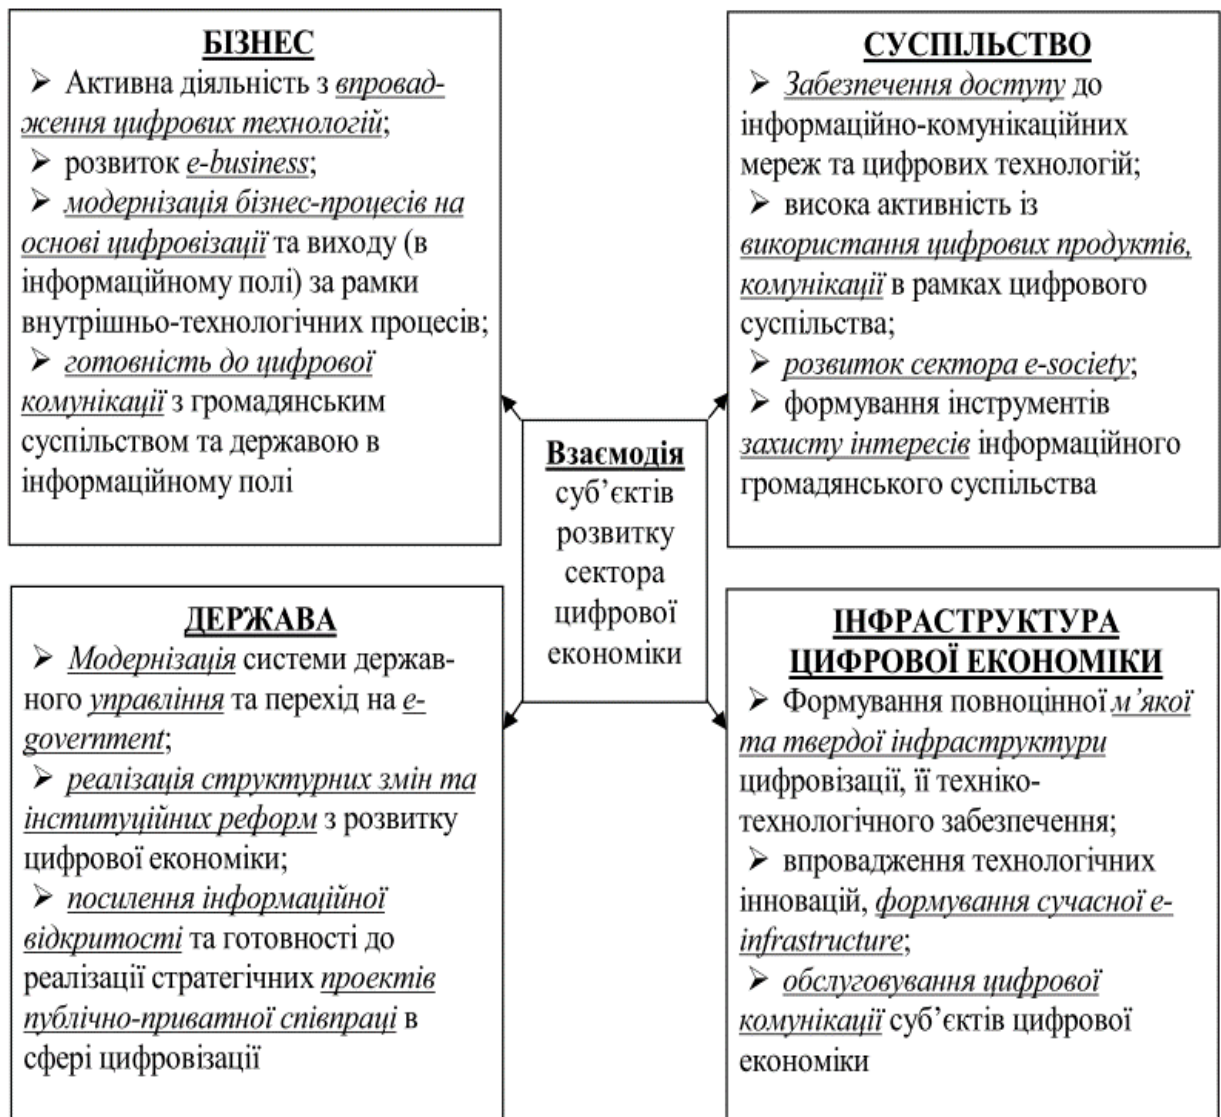 БІЗНЕС
➢ Активна діяльність з впровад-
ження цифрових технологій;
➢ розвиток e-business;
➢ модернізація бізнес-процесів на
основі цифровізації та виходу (в
інформаційному полі) за рамки
внутрішньо-технологічних процесів;
➢ готовність до цифрової
комунікації з громадянським
суспільством та державою в
інформаційному полі
СУСПІЛЬСТВО
➢ Забезпечення доступу до
інформаційно-комунікаційних
мереж та цифрових технологій;
➢ висока активність із
використання цифрових продуктів,
комунікації в рамках цифрового
суспільства;
➢ розвиток сектора e-society;
➢ формування інструментів
захисту інтересів інформаційного
громадянського суспільства
Взаємодія
суб’єктів
розвитку
сектора
цифрової
економіки
ДЕРЖАВА
➢ Модернізація системи держав-
ного управління та перехід на e-
government;
➢ реалізація структурних змін та
інституційних реформ з розвитку
цифрової економіки;
➢ посилення інформаційної
відкритості та готовності до
реалізації стратегічних проектів
публічно-приватної співпраці в
сфері цифровізації
ІНФРАСТРУКТУРА
ЦИФРОВОЇ ЕКОНОМІКИ
➢ Формування повноцінної м’якої
та твердої інфраструктури
цифровізації, її техніко-
технологічного забезпечення;
➢ впровадження технологічних
інновацій, формування сучасної e-
infrastructure;
➢ обслуговування цифрової
комунікації суб’єктів цифрової
економіки